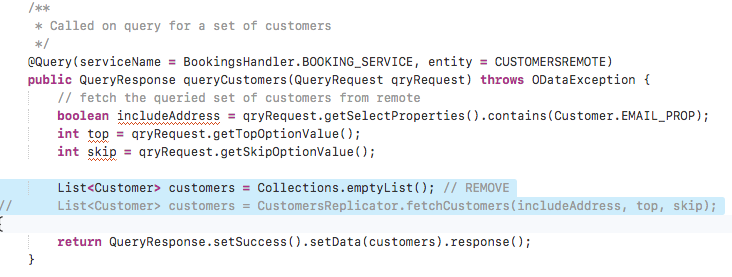 /**
 * Called on query for a set of customers
 */
@Query(serviceName = BookingsHandler.BOOKING_SERVICE, entity = CUSTOMERSREMOTE)
public QueryResponse queryCustomers(QueryRequest qryRequest) throws ODataException {
    // fetch the queried set of customers from remote
    boolean includeAddress = qryRequest.getSelectProperties().contains(Customer.EMAIL_PROP);
    int top = qryRequest.getTopOptionValue();
    int skip = qryRequest.getSkipOptionValue();
    List<Customer> customers = Collections.emptyList(); // REMOVE
//    List<Customer> customers = CustomersReplicator.fetchCustomers(includeAddress, top, skip);
    return QueryResponse.setSuccess().setData(customers).response();
}